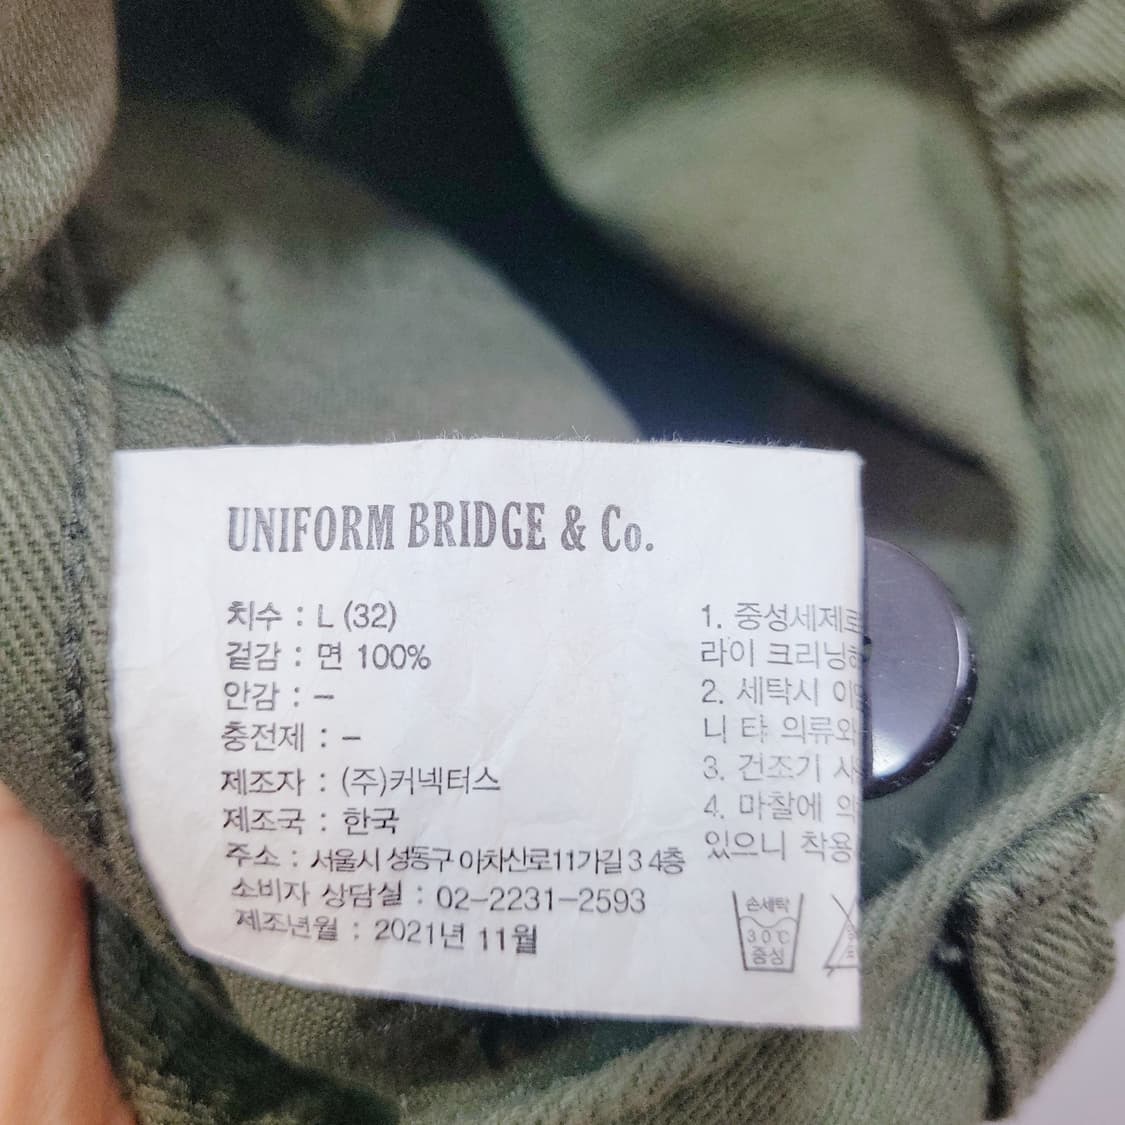 UNIFORM BRIDGE & Co.
치수 : L (32)
겉감 : 면 100%
안감 : –
충전제 : –
제조자 : (주)커넥터스
제조국 : 한국
주소 : 서울시 성동구 아차산로11가길 3 4층
소비자 상담실 : 02-2231-2593
제조년월 : 2021년 11월
1. 중성세제로
라이 크리닝하
2. 세탁시 이
니 타 의류와
3. 건조기 사
4. 마찰에 의
있으니 착용
손세탁
30℃
중성